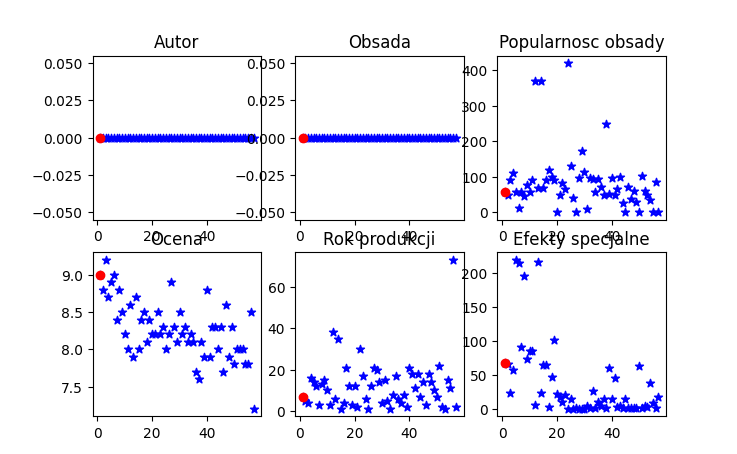 Autor
0.050
0.025
0.000
−0.025
−0.050
0 20 40
Obsada
0.050
0.025
0.000
−0.025
−0.050
0 20 40
Popularnosc obsady
400
300
200
100
0
0 20 40
Ocena
9.0
8.5
8.0
7.5
0 20 40
Rok produkcji
60
40
20
0
0 20 40
Efekty specjalne
200
150
100
50
0
0 20 40